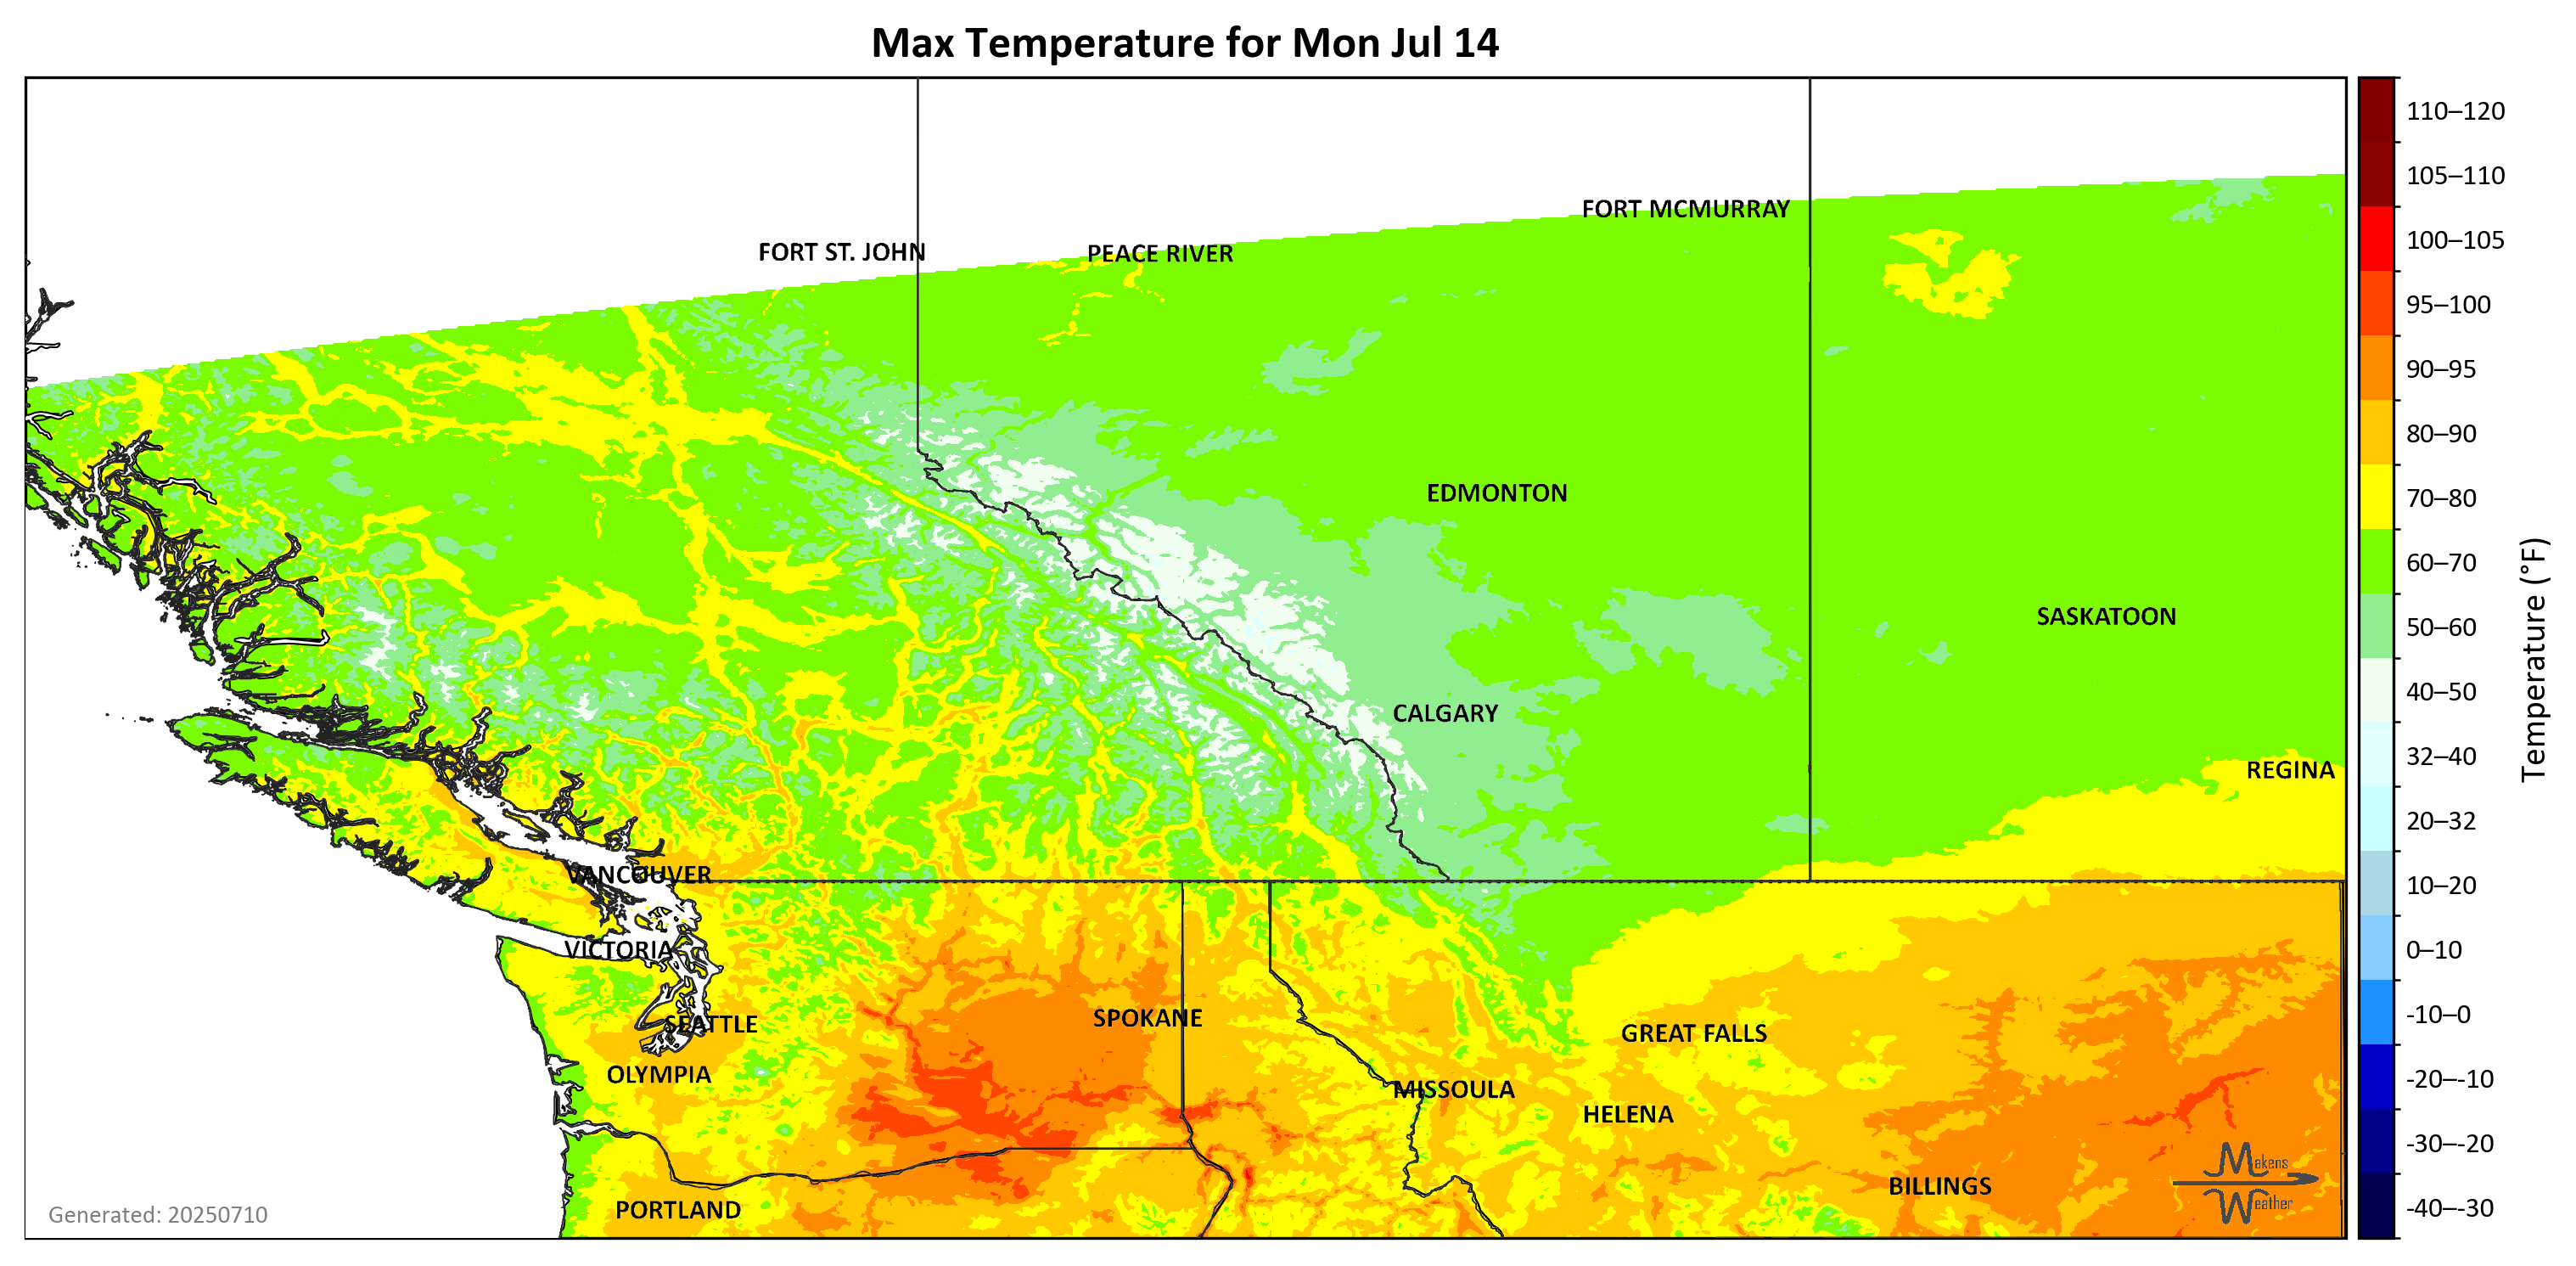 Max Temperature for Mon Jul 14
FORT MCMURRAY
FORT ST. JOHN
PEACE RIVER
EDMONTON
SASKATOON
CALGARY
REGINA
VANCOUVER
VICTORIA
SPOKANE
SEATTLE
GREAT FALLS
OLYMPIA
MISSOULA
HELENA
BILLINGS
PORTLAND
Makens
Weather
Generated: 20250710
110–120
105–110
100–105
95–100
90–95
80–90
70–80
60–70
50–60
40–50
32–40
20–32
10–20
0–10
-10–0
-20–-10
-30–-20
-40–-30
Temperature (°F)